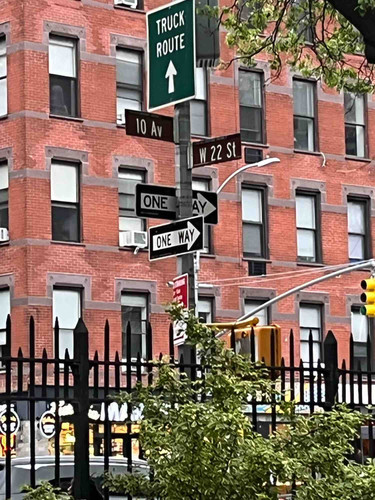 TRUCK
ROUTE
10 Av
W 22 St
ONE WAY
ONE WAY